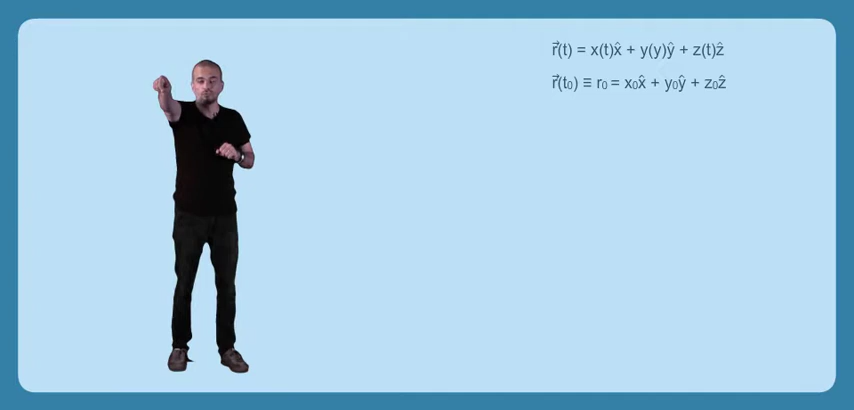 r⃗(t) = x(t)x̂ + y(y)ŷ + z(t)ẑ
r⃗(t₀) ≡ r₀ = x₀x̂ + y₀ŷ + z₀ẑ